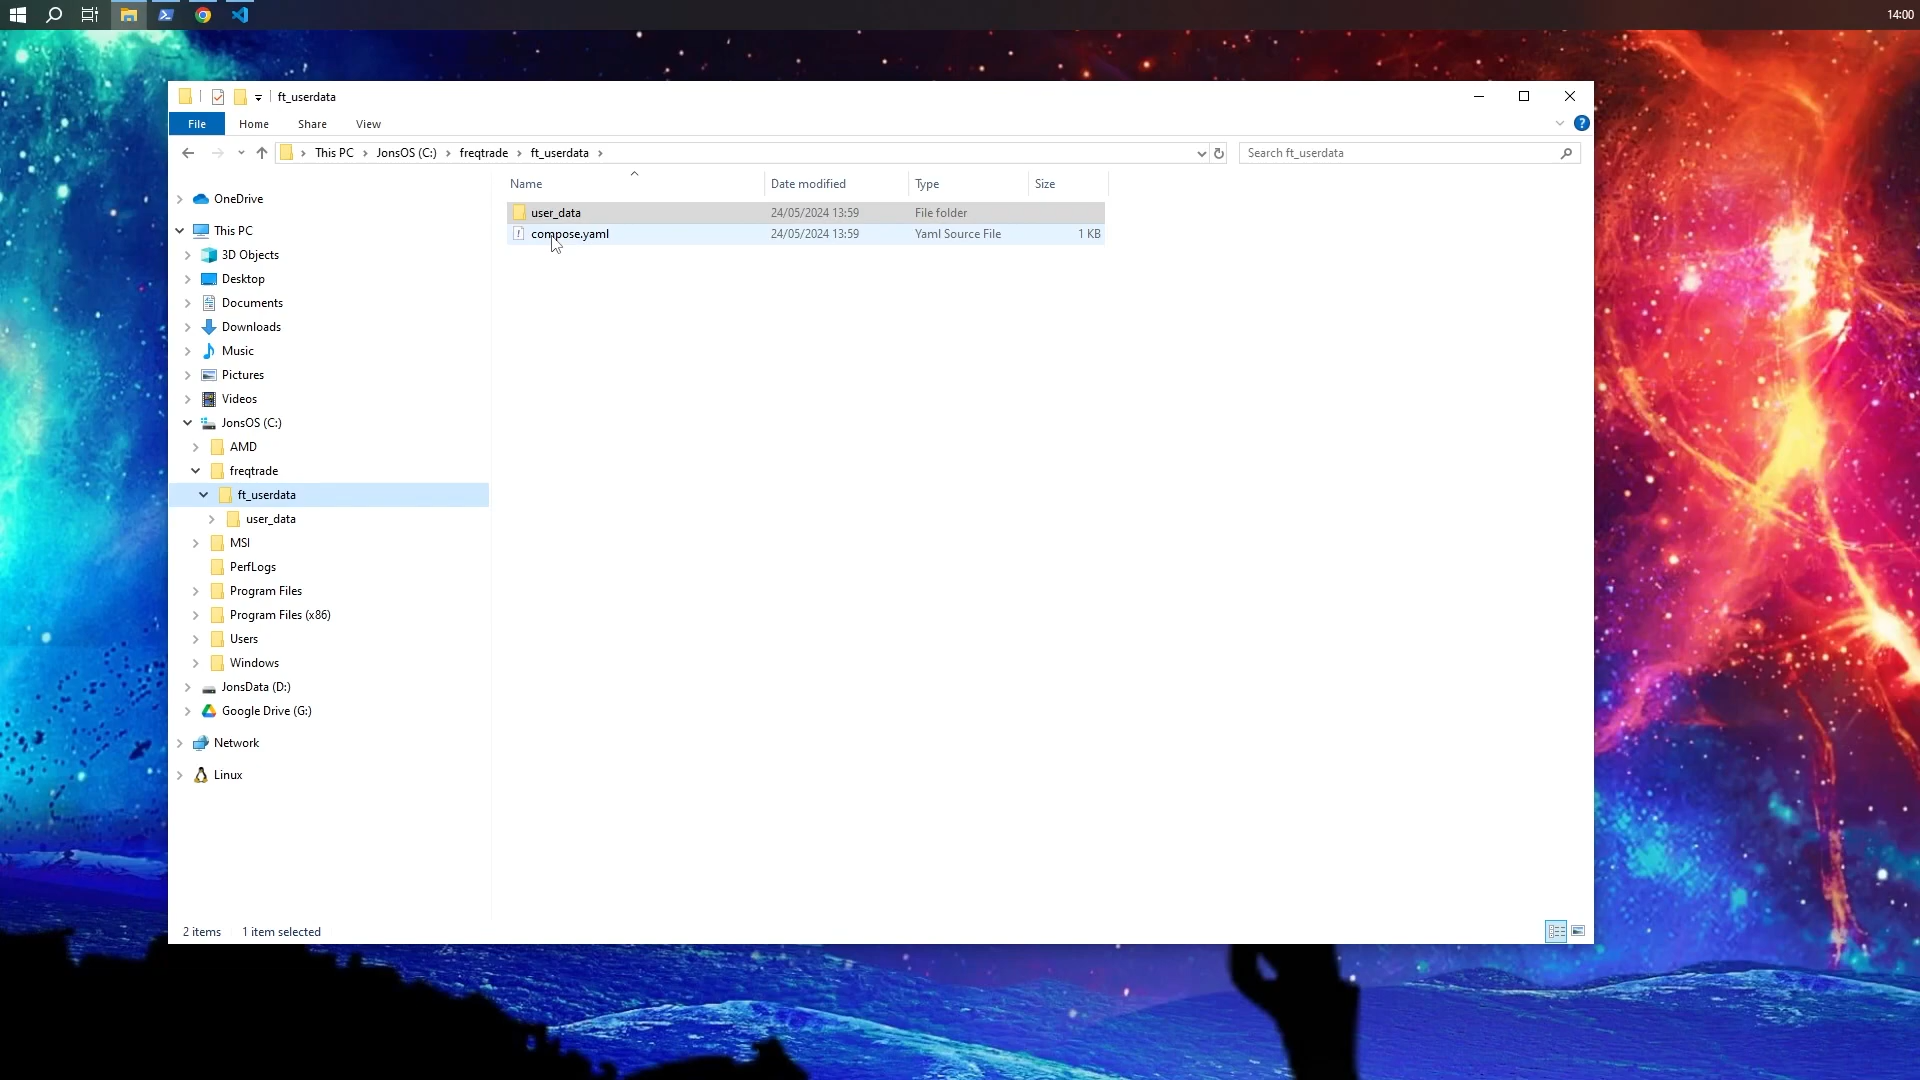 14:00
ft_userdata
File Home Share View
This PC JonsOS (C:) freqtrade ft_userdata
Search ft_userdata
Name Date modified Type Size
user_data 24/05/2024 13:59 File folder
compose.yaml 24/05/2024 13:59 Yaml Source File 1 KB
OneDrive
This PC
3D Objects
Desktop
Documents
Downloads
Music
Pictures
Videos
JonsOS (C:)
AMD
freqtrade
ft_userdata
user_data
MSI
PerfLogs
Program Files
Program Files (x86)
Users
Windows
JonsData (D:)
Google Drive (G:)
Network
Linux
2 items 1 item selected